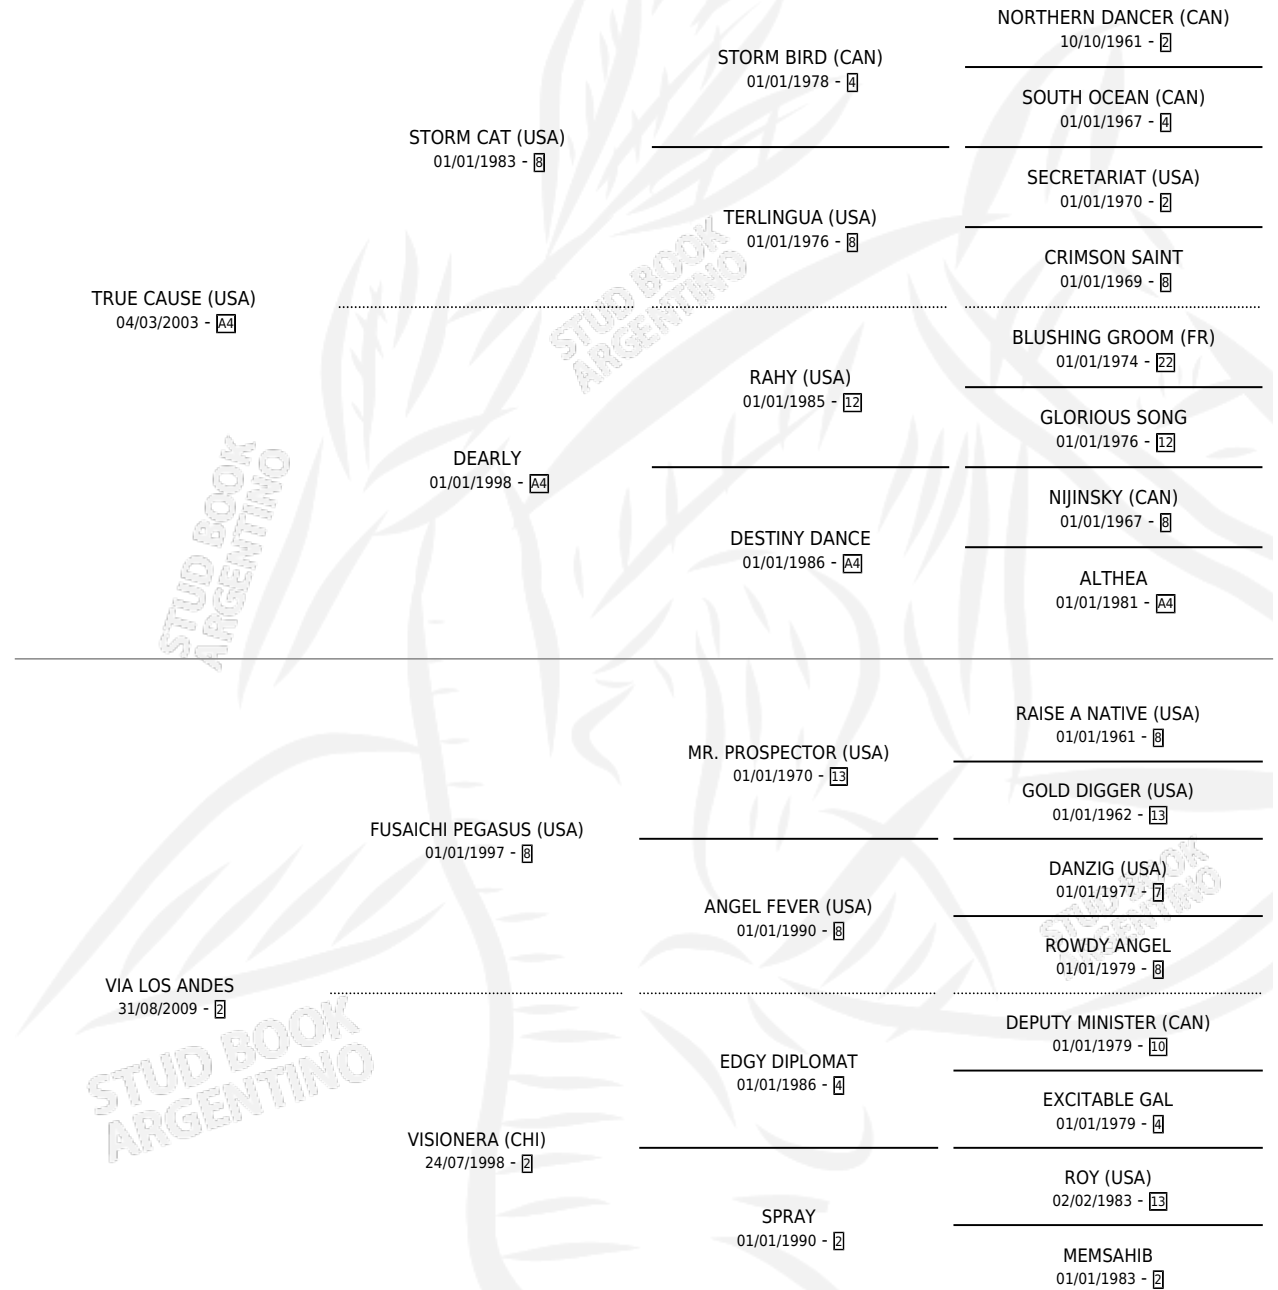 NORTHERN DANCER (CAN)
10/10/1961 - 2
STORM BIRD (CAN)
01/01/1978 - 4
SOUTH OCEAN (CAN)
01/01/1967 - 4
STORM CAT (USA)
01/01/1983 - 8
SECRETARIAT (USA)
01/01/1970 - 2
TERLINGUA (USA)
01/01/1976 - 8
CRIMSON SAINT
01/01/1969 - 8
TRUE CAUSE (USA)
04/03/2003 - A4
BLUSHING GROOM (FR)
01/01/1974 - 22
RAHY (USA)
01/01/1985 - 12
GLORIOUS SONG
01/01/1976 - 12
DEARLY
01/01/1998 - A4
NIJINSKY (CAN)
01/01/1967 - 8
DESTINY DANCE
01/01/1986 - A4
ALTHEA
01/01/1981 - A4
STUD BOOK
ARGENTINO
STUD BOOK
ARGENTINO
RAISE A NATIVE (USA)
01/01/1961 - 8
MR. PROSPECTOR (USA)
01/01/1970 - 13
GOLD DIGGER (USA)
01/01/1962 - 13
FUSAICHI PEGASUS (USA)
01/01/1997 - 8
DANZIG (USA)
01/01/1977 - 7
ANGEL FEVER (USA)
01/01/1990 - 8
ROWDY ANGEL
01/01/1979 - 8
VIA LOS ANDES
31/08/2009 - 2
DEPUTY MINISTER (CAN)
01/01/1979 - 10
EDGY DIPLOMAT
01/01/1986 - 4
EXCITABLE GAL
01/01/1979 - 4
VISIONERA (CHI)
24/07/1998 - 2
ROY (USA)
02/02/1983 - 13
SPRAY
01/01/1990 - 2
MEMSAHIB
01/01/1983 - 2
STUD BOOK
ARGENTINO
STUD BOOK
ARGENTINO